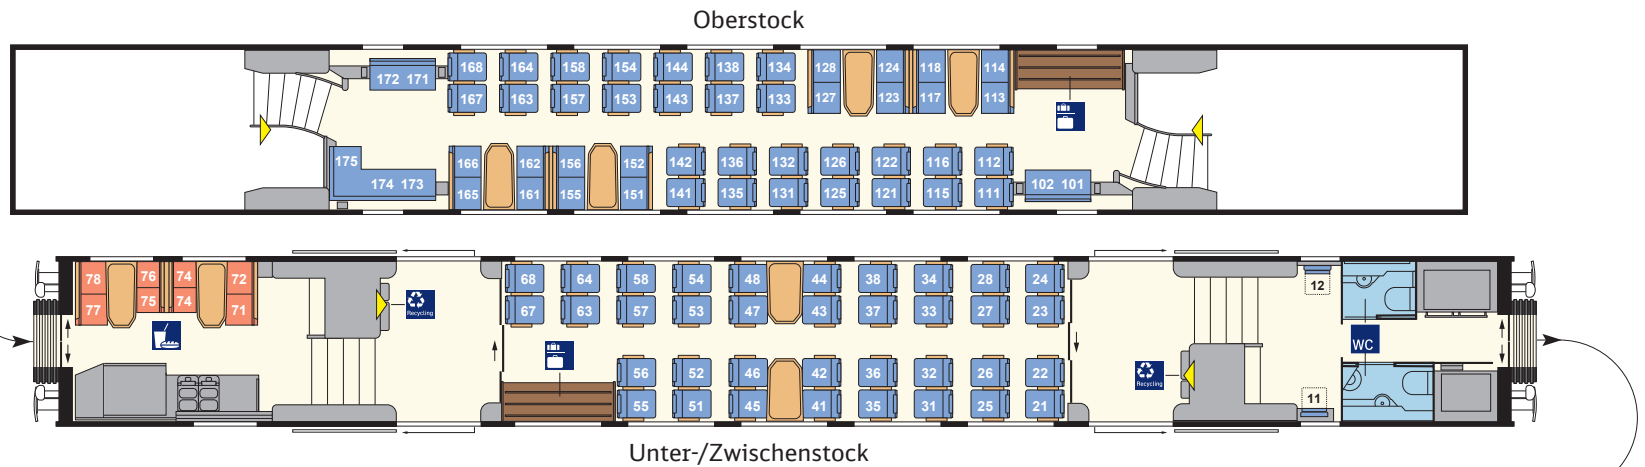 Oberstock
172 171 168 164 158 154 144 138 134 128 124 118 114
167 163 157 153 143 137 133 127 123 117 113
175 166 162 156 152 142 136 132 126 122 116 112
174 173 165 161 155 151 141 135 131 125 121 115 111 102 101
78 76 74 72 68 64 58 54 48 44 38 34 28 24 12
77 75 74 71 Recycling 67 63 57 53 47 43 37 33 27 23
WC
56 52 46 42 36 32 26 22 Recycling
55 51 45 41 35 31 25 21 11
Unter-/Zwischenstock